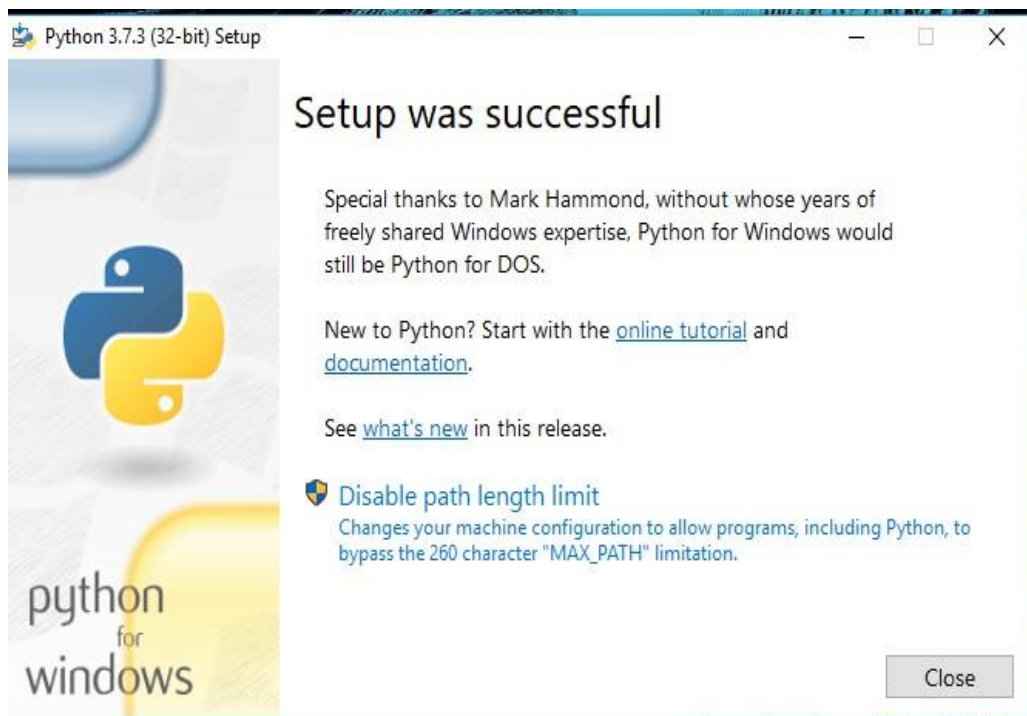 Python 3.7.3 (32-bit) Setup
Setup was successful
Special thanks to Mark Hammond, without whose years of
freely shared Windows expertise, Python for Windows would
still be Python for DOS.
New to Python? Start with the online tutorial and
documentation.
See what's new in this release.
Disable path length limit
Changes your machine configuration to allow programs, including Python, to
bypass the 260 character "MAX_PATH" limitation.
python
for
windows
Close